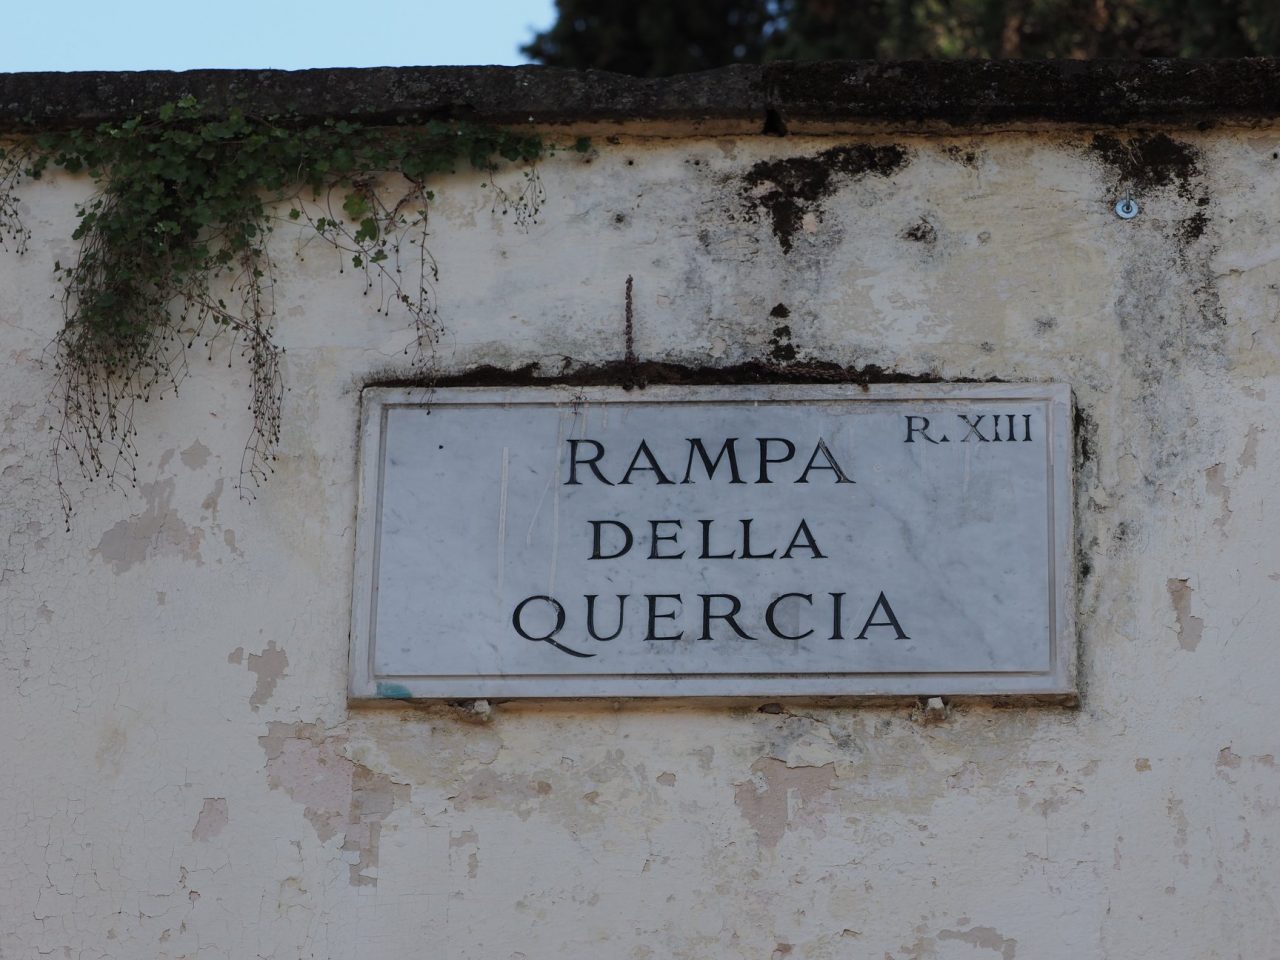 R. XIII
RAMPA
DELLA
QUERCIA